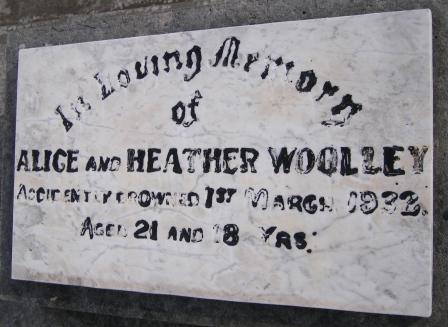 In Loving Memory
of
ALICE AND HEATHER WOOLLEY
ACCIDENTLY DROWNED 1ST MARCH 1932.
AGED 21 AND 18 YRS.